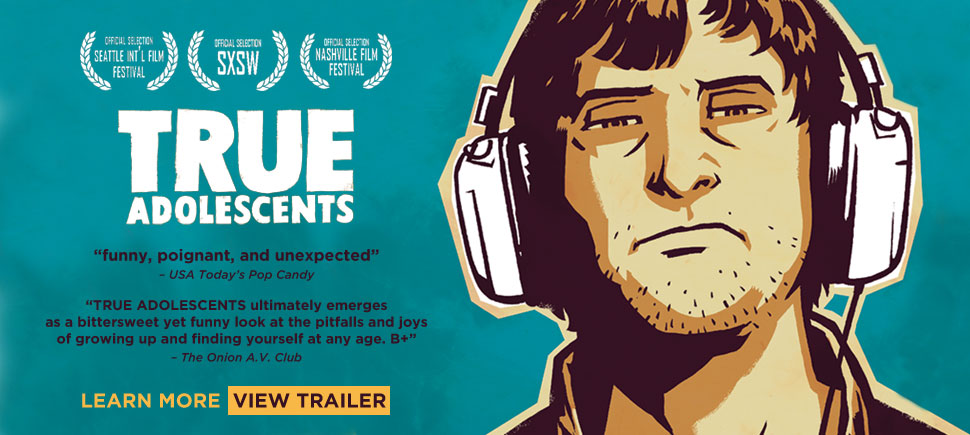 OFFICIAL SELECTION
SEATTLE INT'L FILM
FESTIVAL
OFFICIAL SELECTION
SXSW
OFFICIAL SELECTION
NASHVILLE FILM
FESTIVAL
TRUE
ADOLESCENTS
“funny, poignant, and unexpected”
– USA Today's Pop Candy
“TRUE ADOLESCENTS ultimately emerges
as a bittersweet yet funny look at the pitfalls and joys
of growing up and finding yourself at any age. B+”
– The Onion A.V. Club
LEARN MORE VIEW TRAILER